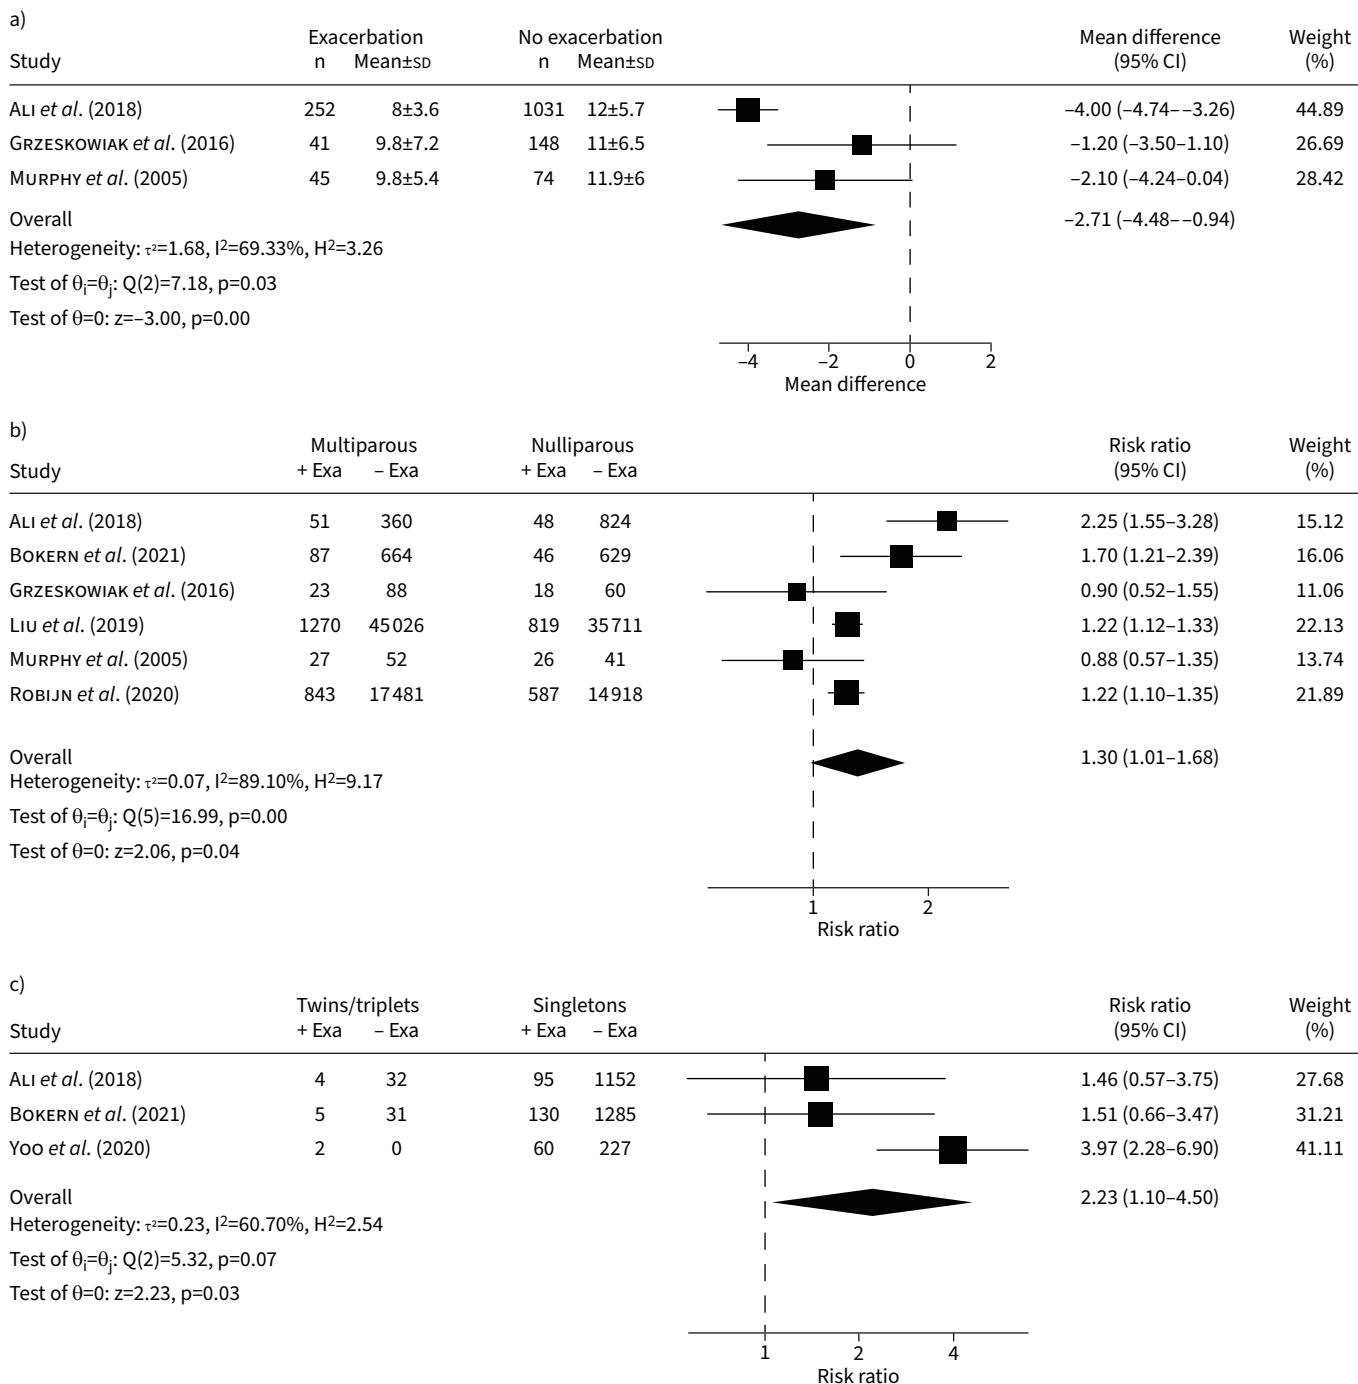 a)
Exacerbation No exacerbation Mean difference Weight
Study n Mean±SD n Mean±SD (95% CI) (%)
ALI et al. (2018) 252 8±3.6 1031 12±5.7 –4.00 (–4.74– –3.26) 44.89
GRZESKOWIAK et al. (2016) 41 9.8±7.2 148 11±6.5 –1.20 (–3.50–1.10) 26.69
MURPHY et al. (2005) 45 9.8±5.4 74 11.9±6 –2.10 (–4.24–0.04) 28.42
Overall –2.71 (–4.48– –0.94)
Heterogeneity: τ²=1.68, I²=69.33%, H²=3.26
Test of θi=θj: Q(2)=7.18, p=0.03
Test of θ=0: z=–3.00, p=0.00
–4 –2 0 2
Mean difference
b)
Multiparous Nulliparous Risk ratio Weight
Study + Exa – Exa + Exa – Exa (95% CI) (%)
ALI et al. (2018) 51 360 48 824 2.25 (1.55–3.28) 15.12
BOKERN et al. (2021) 87 664 46 629 1.70 (1.21–2.39) 16.06
GRZESKOWIAK et al. (2016) 23 88 18 60 0.90 (0.52–1.55) 11.06
LIU et al. (2019) 1270 45026 819 35711 1.22 (1.12–1.33) 22.13
MURPHY et al. (2005) 27 52 26 41 0.88 (0.57–1.35) 13.74
ROBIJN et al. (2020) 843 17481 587 14918 1.22 (1.10–1.35) 21.89
Overall 1.30 (1.01–1.68)
Heterogeneity: τ²=0.07, I²=89.10%, H²=9.17
Test of θi=θj: Q(5)=16.99, p=0.00
Test of θ=0: z=2.06, p=0.04
1 2
Risk ratio
c)
Twins/triplets Singletons Risk ratio Weight
Study + Exa – Exa + Exa – Exa (95% CI) (%)
ALI et al. (2018) 4 32 95 1152 1.46 (0.57–3.75) 27.68
BOKERN et al. (2021) 5 31 130 1285 1.51 (0.66–3.47) 31.21
YOO et al. (2020) 2 0 60 227 3.97 (2.28–6.90) 41.11
Overall 2.23 (1.10–4.50)
Heterogeneity: τ²=0.23, I²=60.70%, H²=2.54
Test of θi=θj: Q(2)=5.32, p=0.07
Test of θ=0: z=2.23, p=0.03
1 2 4
Risk ratio